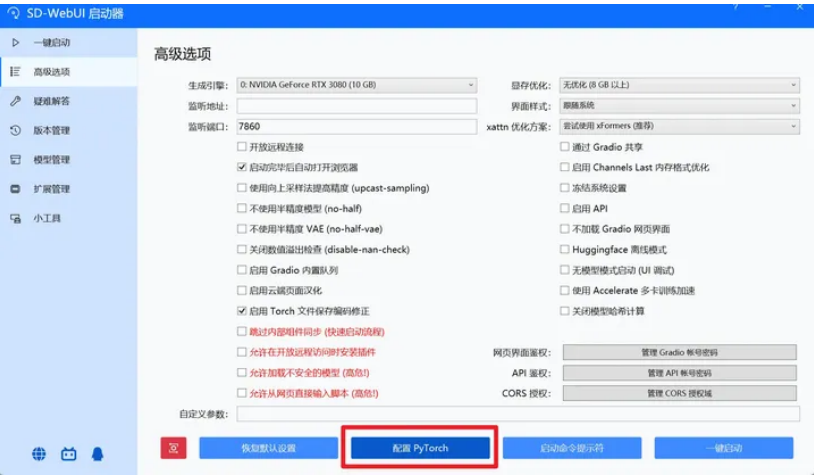 SD-WebUI 启动器
一键启动
高级选项
疑难解答
版本管理
模型管理
扩展管理
小工具
高级选项
生成引擎: 0: NVIDIA GeForce RTX 3080 (10 GB) 显存优化: 无优化 (8 GB 以上)
监听地址: 界面样式: 跟随系统
监听端口: 7860 xattn 优化方案: 尝试使用 xFormers (推荐)
开放远程连接 通过 Gradio 共享
启动完毕后自动打开浏览器 启用 Channels Last 内存格式优化
使用向上采样法提高精度 (upcast-sampling) 冻结系统设置
不使用半精度模型 (no-half) 启用 API
不使用半精度 VAE (no-half-vae) 不加载 Gradio 网页界面
关闭数值溢出检查 (disable-nan-check) Huggingface 离线模式
启用 Gradio 内置队列 无模型模式启动 (UI 调试)
启用云端页面汉化 使用 Accelerate 多卡训练加速
启用 Torch 文件保存编码修正 关闭模型哈希计算
跳过内部组件同步 (快速启动流程)
允许在开放远程访问时安装插件 网页界面鉴权: 管理 Gradio 帐号密码
允许加载不安全的模型 (高危!) API 鉴权: 管理 API 帐号密码
允许从网页直接输入脚本 (高危!) CORS 授权: 管理 CORS 授权域
自定义参数:
恢复默认设置 配置 PyTorch 启动命令提示符 一键启动